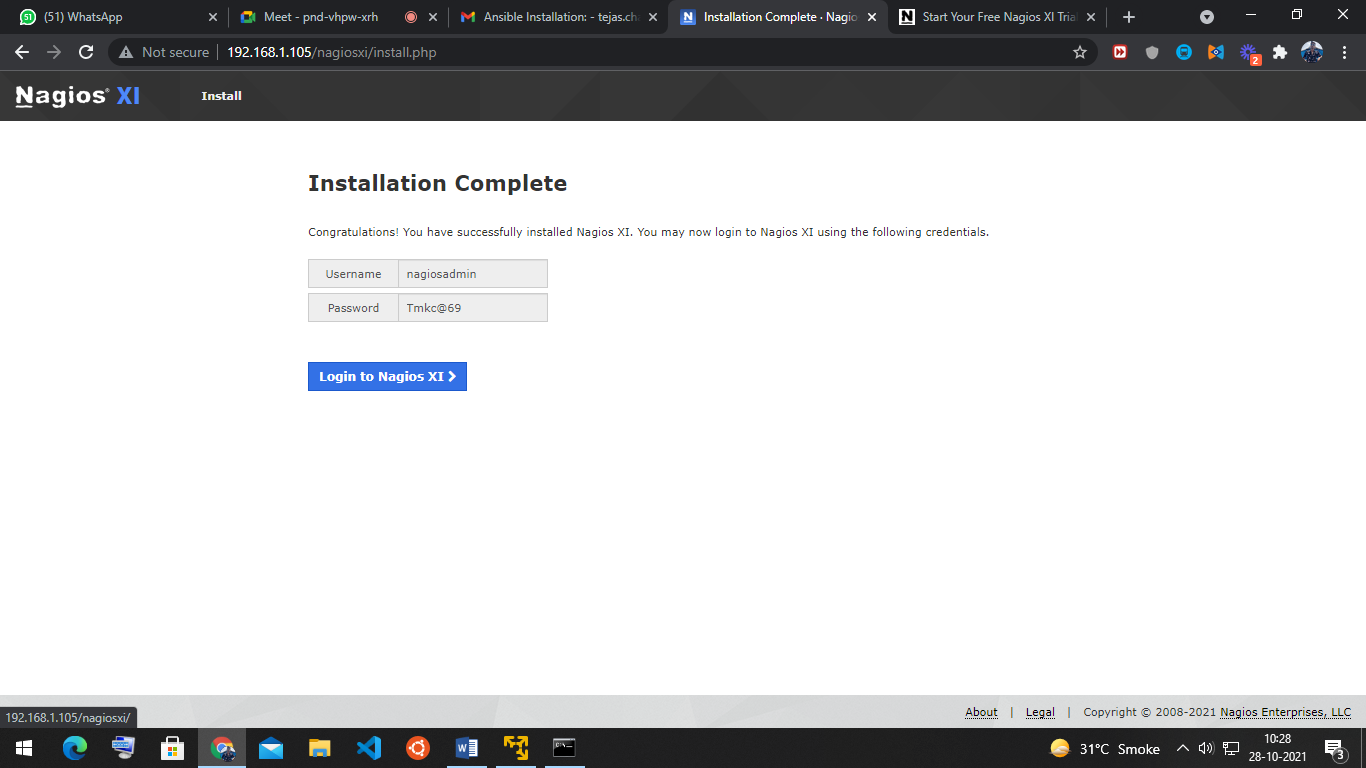 51 (51) WhatsApp
Meet - pnd-vhpw-xrh
Ansible Installation: - tejas.ch
Installation Complete · Nagio
Start Your Free Nagios XI Tria
Not secure 192.168.1.105/nagiosxi/install.php
2
Nagios® XI Install
Installation Complete
Congratulations! You have successfully installed Nagios XI. You may now login to Nagios XI using the following credentials.
Username nagiosadmin
Password Tmkc@69
Login to Nagios XI
About | Legal | Copyright © 2008-2021 Nagios Enterprises, LLC
192.168.1.105/nagiosxi/
31°C Smoke
10:28
28-10-2021
3